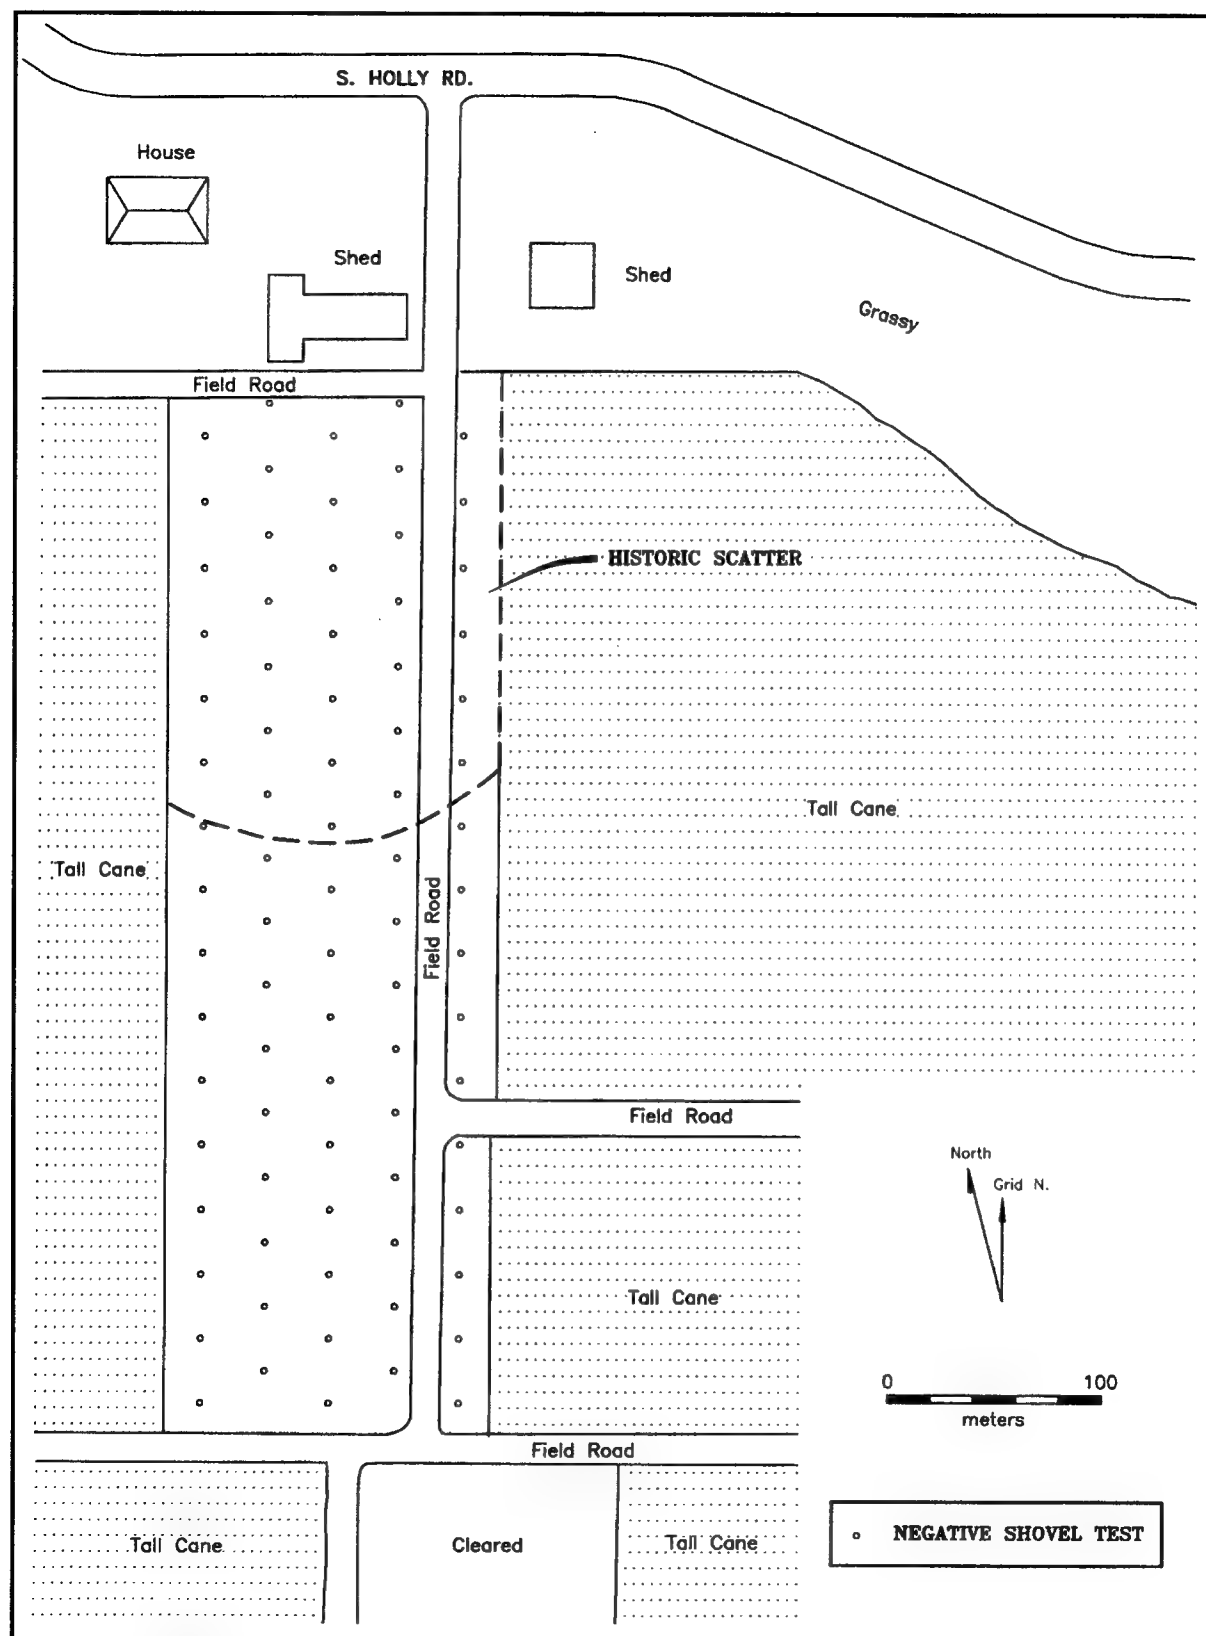 S. HOLLY RD.
House
Shed
Shed
Grassy
Field Road
HISTORIC SCATTER
Tall Cane
Tall Cane
Field Road
Field Road
North
Grid N.
Tall Cane
0 100
meters
Field Road
NEGATIVE SHOVEL TEST
Tall Cane
Cleared
Tall Cane